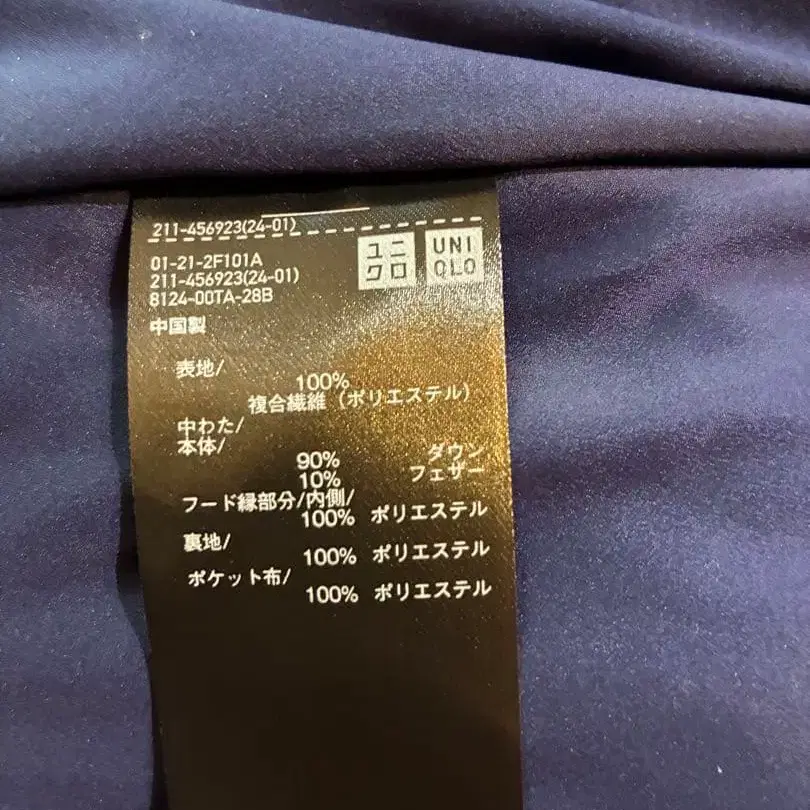 211-456923(24-01)
01-21-2F101A
211-456923(24-01)
8124-00TA-28B
ユニ
クロ
UNI
QLO
中国製
表地/
100%
複合繊維（ポリエステル）
中わた/
本体/
90% ダウン
10% フェザー
フード縁部分/内側/
100% ポリエステル
裏地/
100% ポリエステル
ポケット布/
100% ポリエステル